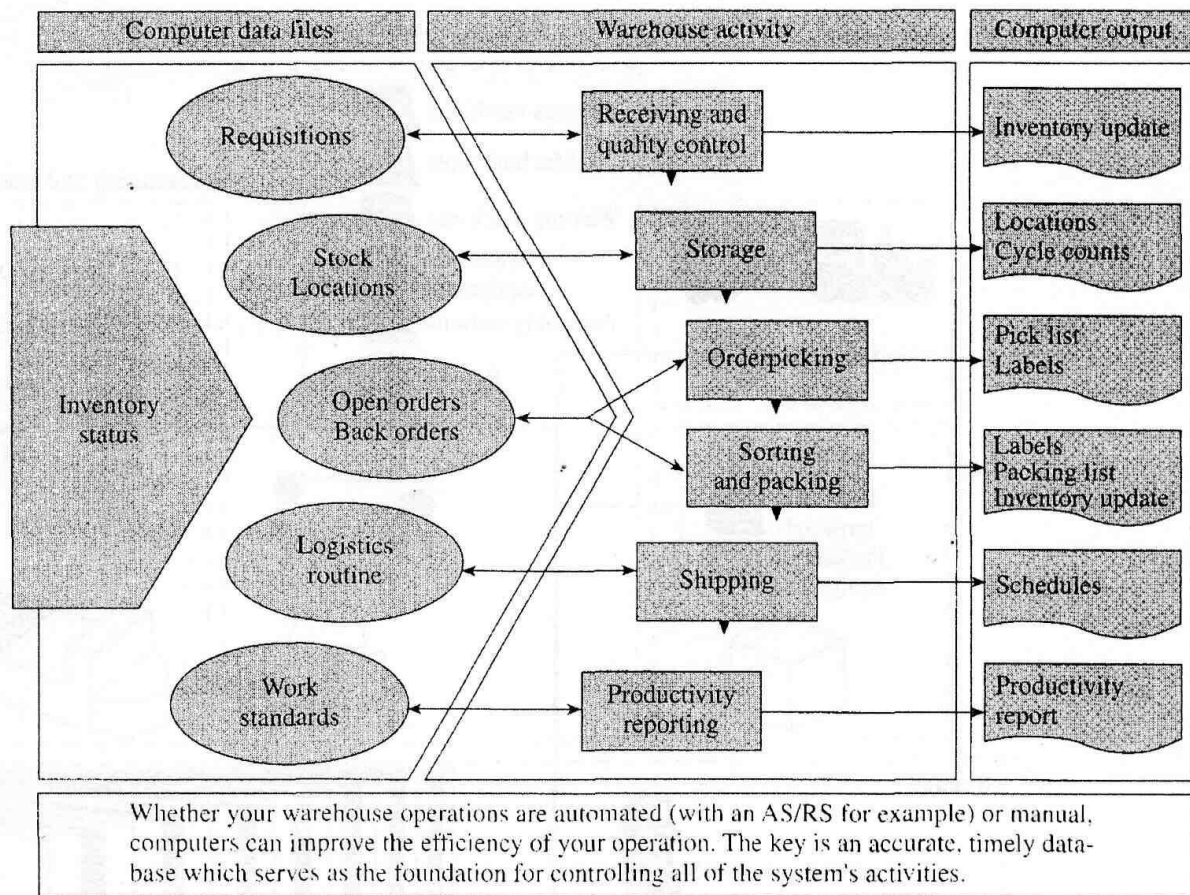 Computer data files
Warehouse activity
Computer output
Requisitions
Receiving and
quality control
Inventory update
Stock
Locations
Storage
Locations
Cycle counts
Inventory
status
Open orders
Back orders
Orderpicking
Pick list
Labels
Sorting
and packing
Labels
Packing list
Inventory update
Logistics
routine
Shipping
Schedules
Work
standards
Productivity
reporting
Productivity
report
Whether your warehouse operations are automated (with an AS/RS for example) or manual,
computers can improve the efficiency of your operation. The key is an accurate, timely data-
base which serves as the foundation for controlling all of the system's activities.